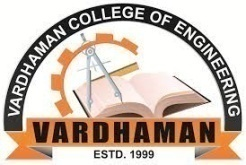 VARDHAMAN COLLEGE OF ENGINEERING
VARDHAMAN
ESTD. 1999